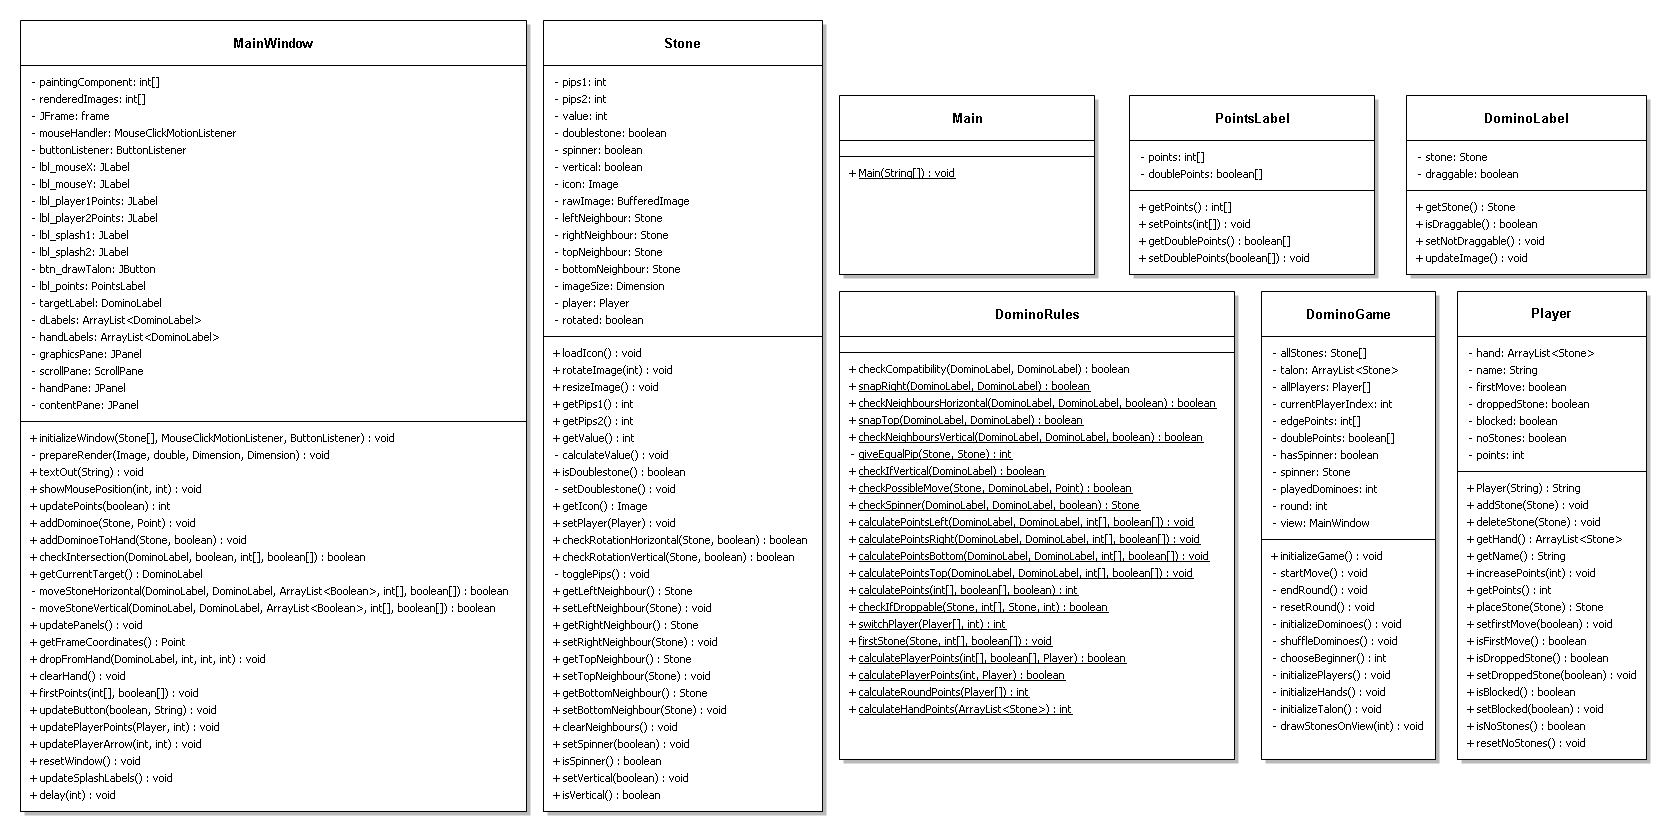 MainWindow
- paintingComponent: int[]
- renderedImages: int[]
- JFrame: frame
- mouseHandler: MouseClickMotionListener
- buttonListener: ButtonListener
- lbl_mouseX: JLabel
- lbl_mouseY: JLabel
- lbl_player1Points: JLabel
- lbl_player2Points: JLabel
- lbl_splash1: JLabel
- lbl_splash2: JLabel
- btn_drawTalon: JButton
- lbl_points: PointsLabel
- targetLabel: DominoLabel
- dLabels: ArrayList<DominoLabel>
- handLabels: ArrayList<DominoLabel>
- graphicsPane: JPanel
- scrollPane: ScrollPane
- handPane: JPanel
- contentPane: JPanel
+ initializeWindow(Stone[], MouseClickMotionListener, ButtonListener) : void
- prepareRender(Image, double, Dimension, Dimension) : void
+ textOut(String) : void
+ showMousePosition(int, int) : void
+ updatePoints(boolean) : int
+ addDominoe(Stone, Point) : void
+ addDominoeToHand(Stone, boolean) : void
+ checkIntersection(DominoLabel, boolean, int[], boolean[]) : boolean
+ getCurrentTarget() : DominoLabel
- moveStoneHorizontal(DominoLabel, DominoLabel, ArrayList<Boolean>, int[], boolean[]) : boolean
- moveStoneVertical(DominoLabel, DominoLabel, ArrayList<Boolean>, int[], boolean[]) : boolean
+ updatePanels() : void
+ getFrameCoordinates() : Point
+ dropFromHand(DominoLabel, int, int, int) : void
+ clearHand() : void
+ firstPoints(int[], boolean[]) : void
+ updateButton(boolean, String) : void
+ updatePlayerPoints(Player, int) : void
+ updatePlayerArrow(int, int) : void
+ resetWindow() : void
+ updateSplashLabels() : void
+ delay(int) : void
Stone
- pips1: int
- pips2: int
- value: int
- doublestone: boolean
- spinner: boolean
- vertical: boolean
- icon: Image
- rawImage: BufferedImage
- leftNeighbour: Stone
- rightNeighbour: Stone
- topNeighbour: Stone
- bottomNeighbour: Stone
- imageSize: Dimension
- player: Player
- rotated: boolean
+ loadIcon() : void
+ rotateImage(int) : void
+ resizeImage() : void
+ getPips1() : int
+ getPips2() : int
+ getValue() : int
- calculateValue() : void
+ isDoublestone() : boolean
- setDoublestone() : void
+ getIcon() : Image
+ setPlayer(Player) : void
+ checkRotationHorizontal(Stone, boolean) : boolean
+ checkRotationVertical(Stone, boolean) : boolean
- togglePips() : void
+ getLeftNeighbour() : Stone
+ setLeftNeighbour(Stone) : void
+ getRightNeighbour() : Stone
+ setRightNeighbour(Stone) : void
+ getTopNeighbour() : Stone
+ setTopNeighbour(Stone) : void
+ getBottomNeighbour() : Stone
+ setBottomNeighbour(Stone) : void
+ clearNeighbours() : void
+ setSpinner(boolean) : void
+ isSpinner() : boolean
+ setVertical(boolean) : void
+ isVertical() : boolean
Main
+ Main(String[]) : void
PointsLabel
- points: int[]
- doublePoints: boolean[]
+ getPoints() : int[]
+ setPoints(int[]) : void
+ getDoublePoints() : boolean[]
+ setDoublePoints(boolean[]) : void
DominoLabel
- stone: Stone
- draggable: boolean
+ getStone() : Stone
+ isDraggable() : boolean
+ setNotDraggable() : void
+ updateImage() : void
DominoRules
+ checkCompatibility(DominoLabel, DominoLabel) : boolean
+ snapRight(DominoLabel, DominoLabel) : boolean
+ checkNeighboursHorizontal(DominoLabel, DominoLabel, boolean) : boolean
+ snapTop(DominoLabel, DominoLabel) : boolean
+ checkNeighboursVertical(DominoLabel, DominoLabel, boolean) : boolean
- giveEqualPip(Stone, Stone) : int
+ checkIfVertical(DominoLabel) : boolean
+ checkPossibleMove(Stone, DominoLabel, Point) : boolean
+ checkSpinner(DominoLabel, DominoLabel, boolean) : Stone
+ calculatePointsLeft(DominoLabel, DominoLabel, int[], boolean[]) : void
+ calculatePointsRight(DominoLabel, DominoLabel, int[], boolean[]) : void
+ calculatePointsBottom(DominoLabel, DominoLabel, int[], boolean[]) : void
+ calculatePointsTop(DominoLabel, DominoLabel, int[], boolean[]) : void
+ calculatePoints(int[], boolean[], boolean) : int
+ checkIfDroppable(Stone, int[], Stone, int) : boolean
+ switchPlayer(Player[], int) : int
+ firstStone(Stone, int[], boolean[]) : void
+ calculatePlayerPoints(int[], boolean[], Player) : boolean
+ calculatePlayerPoints(int, Player) : boolean
+ calculateRoundPoints(Player[]) : int
+ calculateHandPoints(ArrayList<Stone>) : int
DominoGame
- allStones: Stone[]
- talon: ArrayList<Stone>
- allPlayers: Player[]
- currentPlayerIndex: int
- edgePoints: int[]
- doublePoints: boolean[]
- hasSpinner: boolean
- spinner: Stone
- playedDominoes: int
- round: int
- view: MainWindow
+ initializeGame() : void
- startMove() : void
- endRound() : void
- resetRound() : void
- initializeDominoes() : void
- shuffleDominoes() : void
- chooseBeginner() : int
- initializePlayers() : void
- initializeHands() : void
- initializeTalon() : void
- drawStonesOnView(int) : void
Player
- hand: ArrayList<Stone>
- name: String
- firstMove: boolean
- droppedStone: boolean
- blocked: boolean
- noStones: boolean
- points: int
+ Player(String) : String
+ addStone(Stone) : void
+ deleteStone(Stone) : void
+ getHand() : ArrayList<Stone>
+ getName() : String
+ increasePoints(int) : void
+ getPoints() : int
+ placeStone(Stone) : Stone
+ setfirstMove(boolean) : void
+ isFirstMove() : boolean
+ isDroppedStone() : boolean
+ setDroppedStone(boolean) : void
+ isBlocked() : boolean
+ setBlocked(boolean) : void
+ isNoStones() : boolean
+ resetNoStones() : void